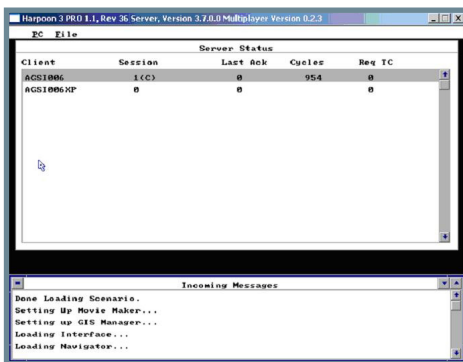 Harpoon 3 PRO 1.1, Rev 36 Server, Version 3.7.0.0 Multiplayer Version 0.2.3
PC File
Server Status
Client Session Last Ack Cycles Req TC
AGSI006 1(C) 0 954 0
AGSI006XP 0 0 0
Incoming Messages
Done Loading Scenario.
Setting Up Movie Maker...
Setting up GIS Manager...
Loading Interface...
Loading Navigator...